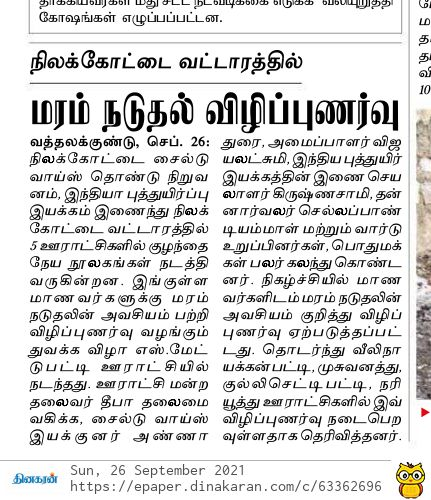 கோஷங்கள் எழுப்பப்பட்டன.
நிலக்கோட்டை வட்டாரத்தில்
மரம் நடுதல் விழிப்புணர்வு
வத்தலக்குண்டு, செப். 26:
நிலக்கோட்டை சைல்டு
வாய்ஸ் தொண்டு நிறுவ
னம், இந்தியா புத்துயிர்ப்பு
இயக்கம் இணைந்து நிலக்
கோட்டை வட்டாரத்தில்
5 ஊராட்சிகளில் குழந்தை
நேய நூலகங்கள் நடத்தி
வருகின்றன. இங்குள்ள
மாணவர்களுக்கு மரம்
நடுதலின் அவசியம் பற்றி
விழிப்புணர்வு வழங்கும்
துவக்க விழா எஸ்.மேட்
டுபட்டி ஊராட்சியில்
நடந்தது. ஊராட்சி மன்ற
தலைவர் தீபா தலைமை
வகிக்க, சைல்டு வாய்ஸ்
இயக்குனர் அண்ணா
துரை, அமைப்பாளர் விஜ
யலட்சுமி, இந்திய புத்துயிர்
இயக்கத்தின் இணை செய
லாளர் கிருஷ்ணசாமி, தன்
னார்வலர் செல்லப்பாண்
டியம்மாள் மற்றும் வார்டு
உறுப்பினர்கள், பொதுமக்
கள் பலர் கலந்து கொண்ட
னர். நிகழ்ச்சியில் மாண
வர்களிடம் மரம் நடுதலின்
அவசியம் குறித்து விழிப்
புணர்வு ஏற்படுத்தப்பட்
டது. தொடர்ந்து வீலிநா
யக்கன்பட்டி, முசுவனத்து,
குல்லிசெட்டிபட்டி, நரி
யூத்து ஊராட்சிகளில் இவ்
விழிப்புணர்வு நடைபெற
வுள்ளதாக தெரிவித்தனர்.
தினகரன்
Sun, 26 September 2021
https://epaper.dinakaran.com/c/63362696